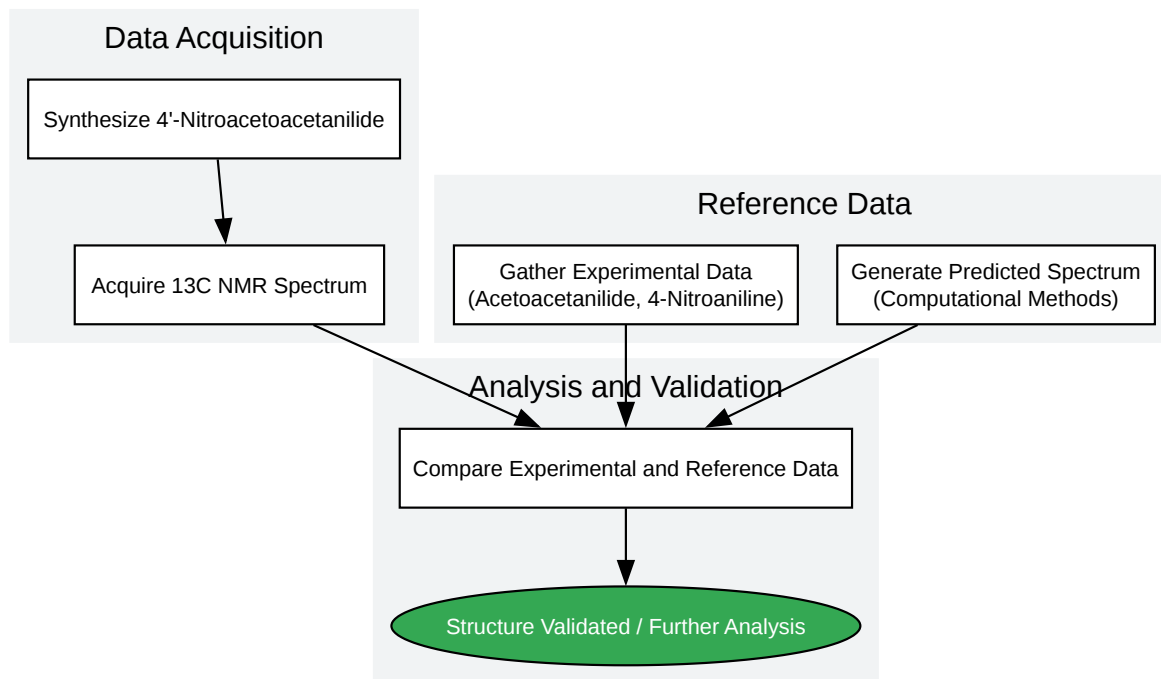 Data Acquisition
Synthesize 4'-Nitroacetoacetanilide
Acquire 13C NMR Spectrum
Reference Data
Gather Experimental Data
(Acetoacetanilide, 4-Nitroaniline)
Generate Predicted Spectrum
(Computational Methods)
Analysis and Validation
Compare Experimental and Reference Data
Structure Validated / Further Analysis